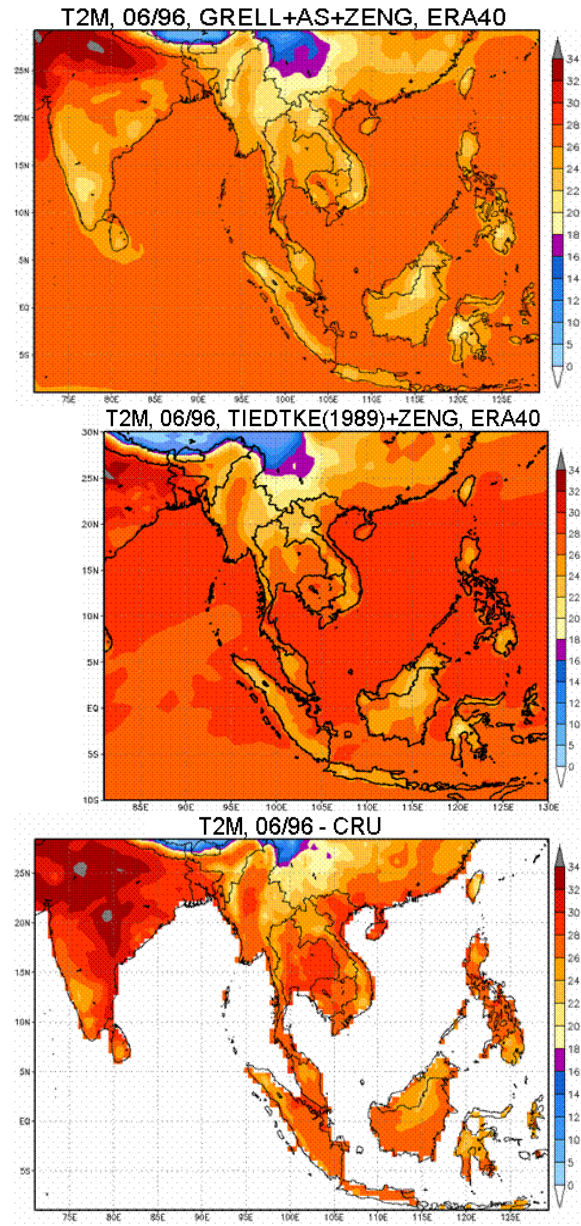 T2M, 06/96, GRELL+AS+ZENG, ERA40
34
32
30
28
26
24
22
20
18
16
14
12
10
5
0
25N
20N
15N
10N
5N
EQ
5S
75E 80E 85E 90E 95E 100E 105E 110E 115E 120E 125E
T2M, 06/96, TIEDTKE(1989)+ZENG, ERA40
34
32
30
28
26
24
22
20
18
16
14
12
10
5
0
30N
25N
20N
15N
10N
5N
EQ
5S
10S
85E 90E 95E 100E 105E 110E 115E 120E 125E 130E
T2M, 06/96 - CRU
34
32
30
28
26
24
22
20
18
16
14
12
10
5
0
25N
20N
15N
10N
5N
EQ
5S
75E 80E 85E 90E 95E 100E 105E 110E 115E 120E 125E